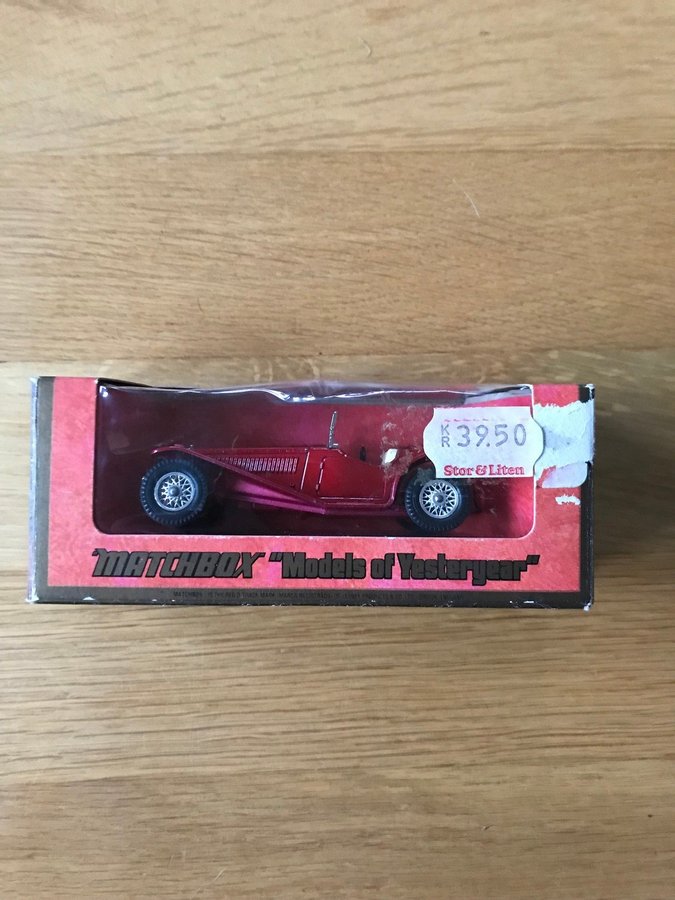 KR 39.50
Stor & Liten
MATCHBOX "Models of Yesteryear"